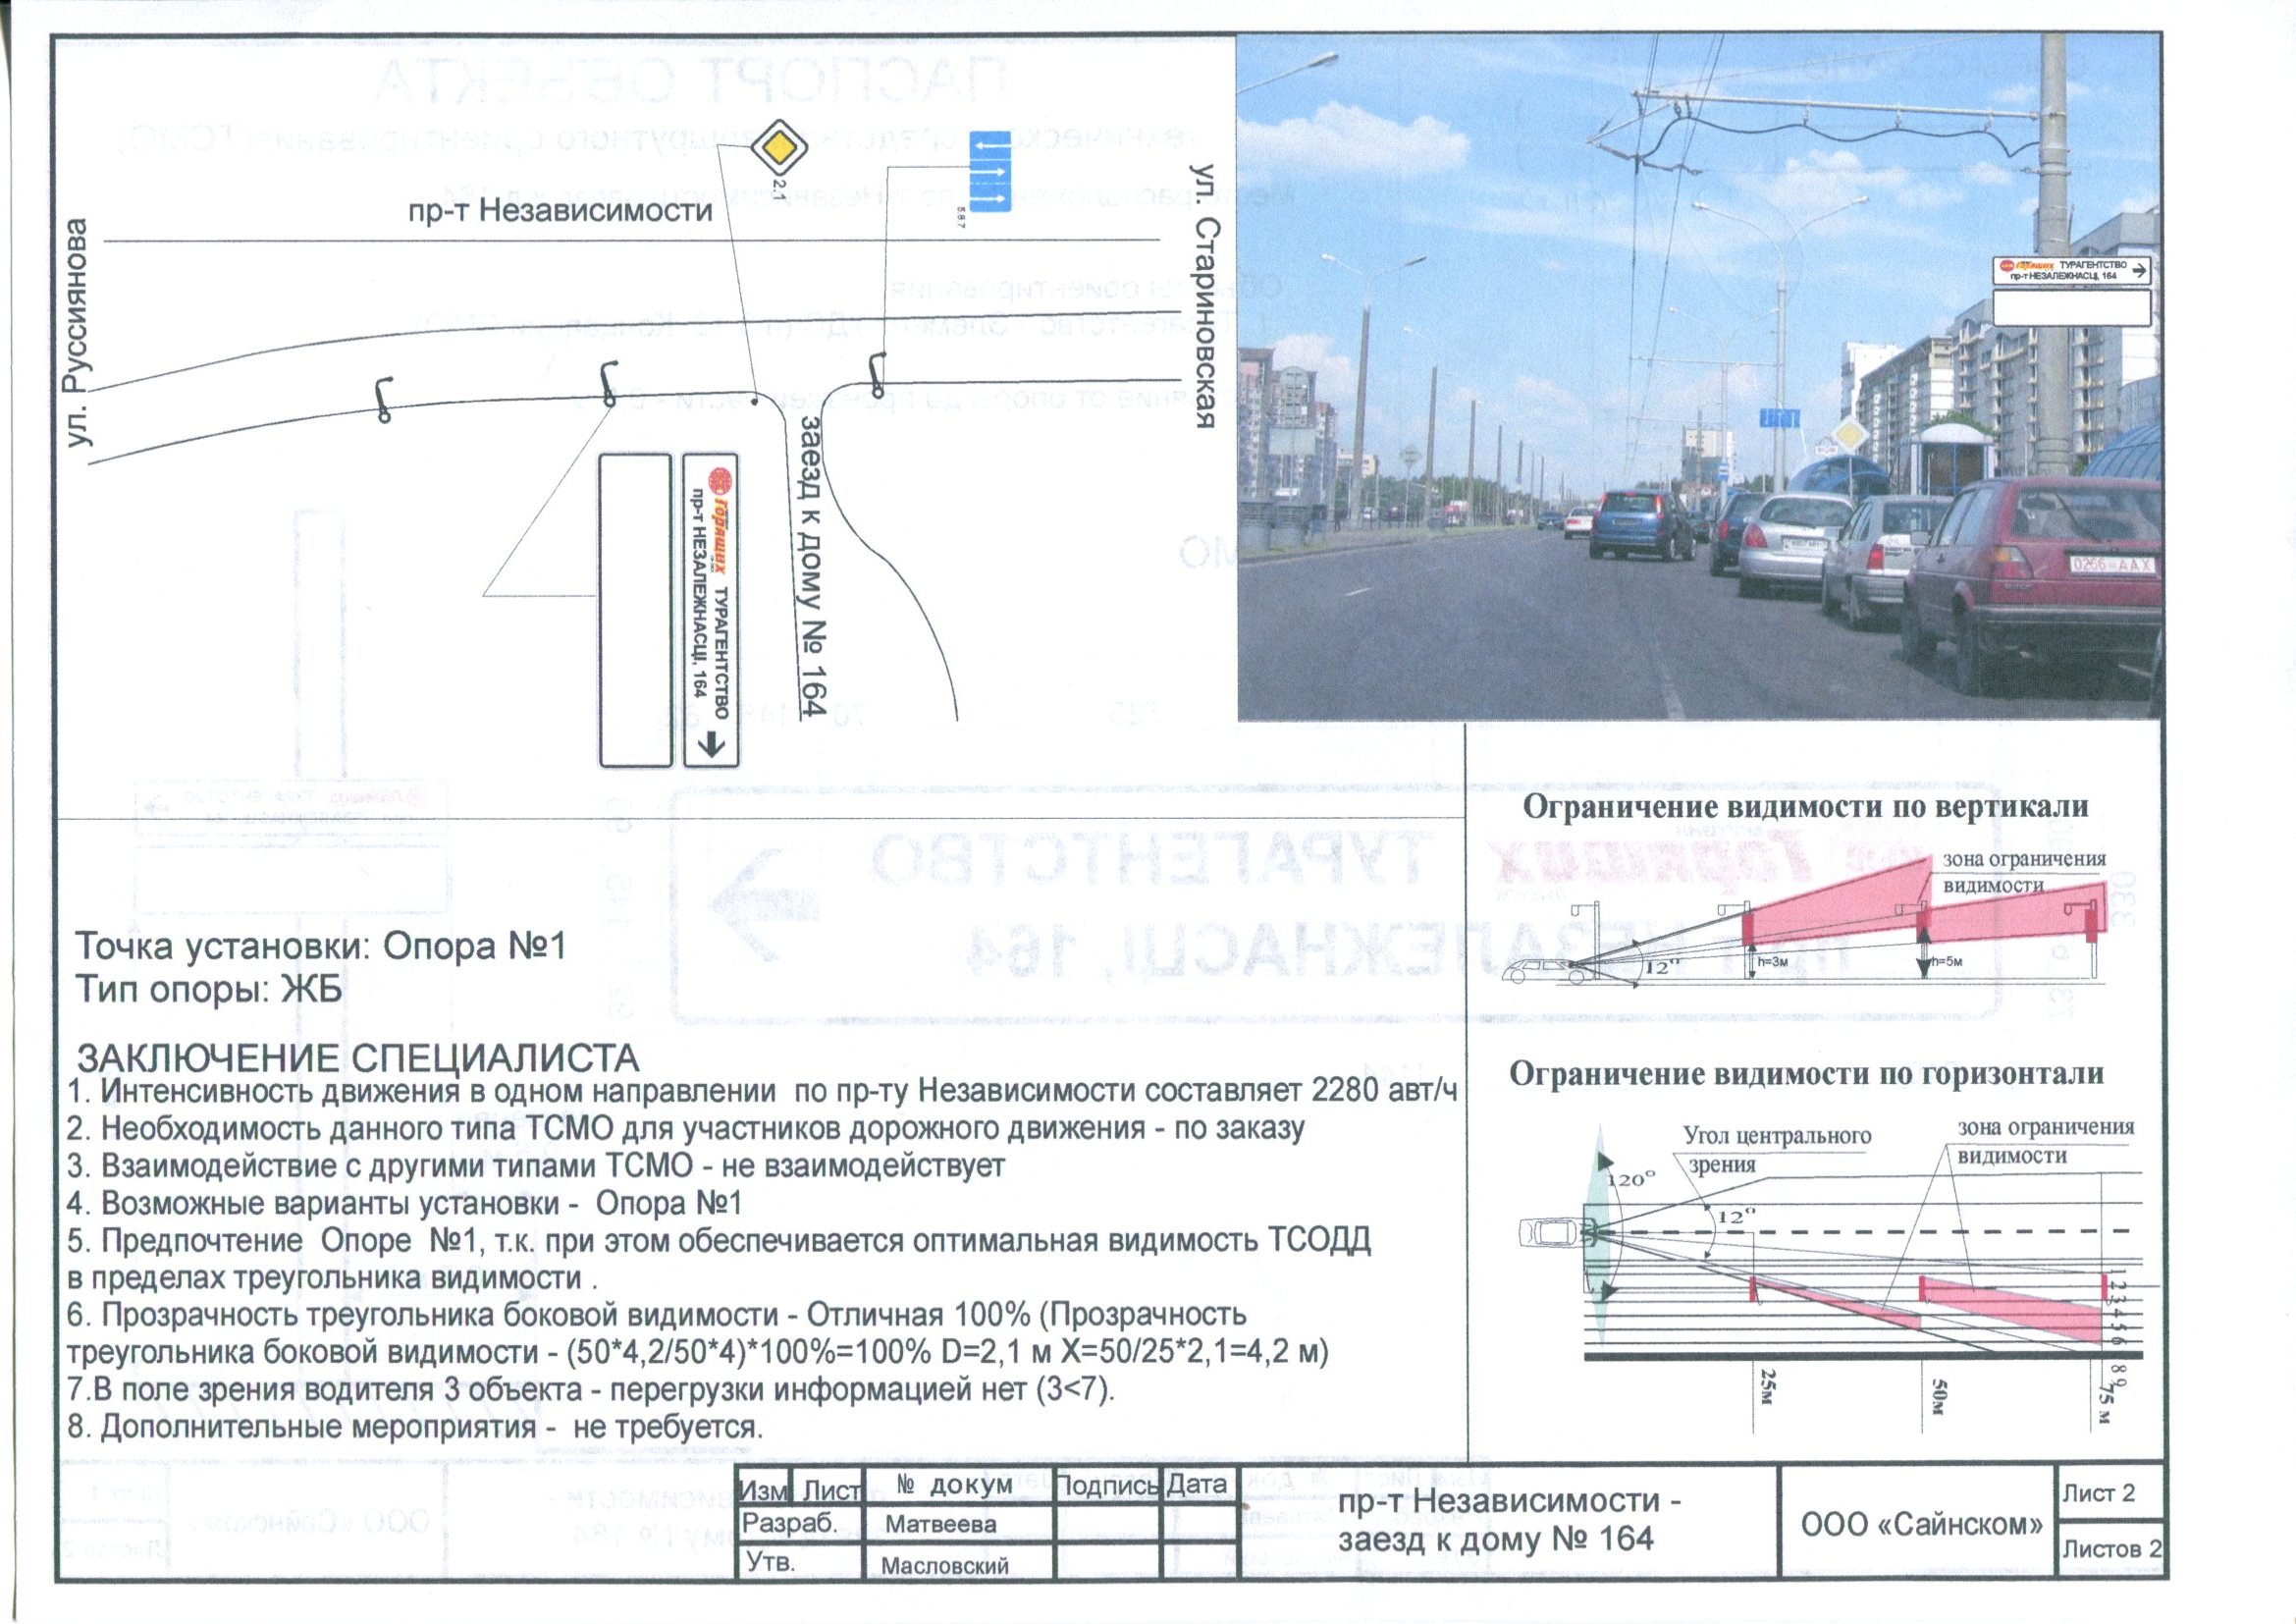 пр-т Независимости
ул. Руссиянова
ул. Стариновская
2.1
5.8.7
заезд к дому № 164
Горящих ТУРАГЕНТСТВО
пр-т НЕЗАЛЕЖНАСЦІ, 164
Горящих ТУРАГЕНТСТВО
пр-т НЕЗАЛЕЖНАСЦІ, 164
0266 AAX
Точка установки: Опора №1
Тип опоры: ЖБ
ЗАКЛЮЧЕНИЕ СПЕЦИАЛИСТА
1. Интенсивность движения в одном направлении по пр-ту Независимости составляет 2280 авт/ч
2. Необходимость данного типа ТСМО для участников дорожного движения - по заказу
3. Взаимодействие с другими типами ТСМО - не взаимодействует
4. Возможные варианты установки - Опора №1
5. Предпочтение Опоре №1, т.к. при этом обеспечивается оптимальная видимость ТСОДД
в пределах треугольника видимости .
6. Прозрачность треугольника боковой видимости - Отличная 100% (Прозрачность
треугольника боковой видимости - (50*4,2/50*4)*100%=100% D=2,1 м X=50/25*2,1=4,2 м)
7.В поле зрения водителя 3 объекта - перегрузки информацией нет (3<7).
8. Дополнительные мероприятия - не требуется.
Ограничение видимости по вертикали
зона ограничения
видимости
12°
h=3м
h=5м
Ограничение видимости по горизонтали
Угол центрального
зрения
зона ограничения
видимости
120°
12°
1 2 3 4 5 6 8 9
25м
50м
75 м
Изм Лист № докум Подпись Дата
Разраб. Матвеева
Утв. Масловский
пр-т Независимости -
заезд к дому № 164
ООО «Сайнском»
Лист 2
Листов 2